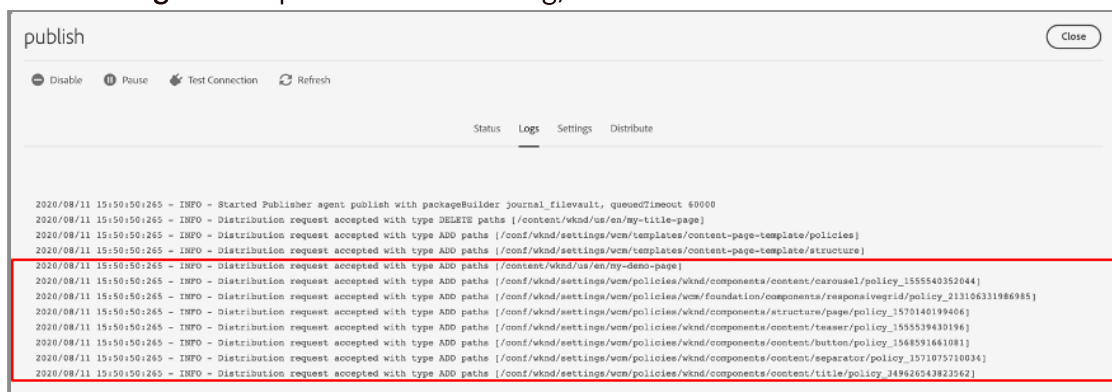 publish
Close
Disable Pause Test Connection Refresh
Status Logs Settings Distribute
2020/08/11 15:50:50:265 - INFO - Started Publisher agent publish with packageBuilder journal_filevault, queuedTimeout 60000
2020/08/11 15:50:50:265 - INFO - Distribution request accepted with type DELETE paths [/content/wknd/us/en/my-title-page]
2020/08/11 15:50:50:265 - INFO - Distribution request accepted with type ADD paths [/conf/wknd/settings/wcm/templates/content-page-template/policies]
2020/08/11 15:50:50:265 - INFO - Distribution request accepted with type ADD paths [/conf/wknd/settings/wcm/templates/content-page-template/structure]
2020/08/11 15:50:50:265 - INFO - Distribution request accepted with type ADD paths [/content/wknd/us/en/my-demo-page]
2020/08/11 15:50:50:265 - INFO - Distribution request accepted with type ADD paths [/conf/wknd/settings/wcm/policies/wknd/components/content/carousel/policy_1555540352044]
2020/08/11 15:50:50:265 - INFO - Distribution request accepted with type ADD paths [/conf/wknd/settings/wcm/policies/wcm/foundation/components/responsivegrid/policy_213106331986985]
2020/08/11 15:50:50:265 - INFO - Distribution request accepted with type ADD paths [/conf/wknd/settings/wcm/policies/wknd/components/structure/page/policy_1570140199406]
2020/08/11 15:50:50:265 - INFO - Distribution request accepted with type ADD paths [/conf/wknd/settings/wcm/policies/wknd/components/content/teaser/policy_1555539430196]
2020/08/11 15:50:50:265 - INFO - Distribution request accepted with type ADD paths [/conf/wknd/settings/wcm/policies/wknd/components/content/button/policy_1568591661081]
2020/08/11 15:50:50:265 - INFO - Distribution request accepted with type ADD paths [/conf/wknd/settings/wcm/policies/wknd/components/content/separator/policy_1571075710034]
2020/08/11 15:50:50:265 - INFO - Distribution request accepted with type ADD paths [/conf/wknd/settings/wcm/policies/wknd/components/content/title/policy_349626543823562]